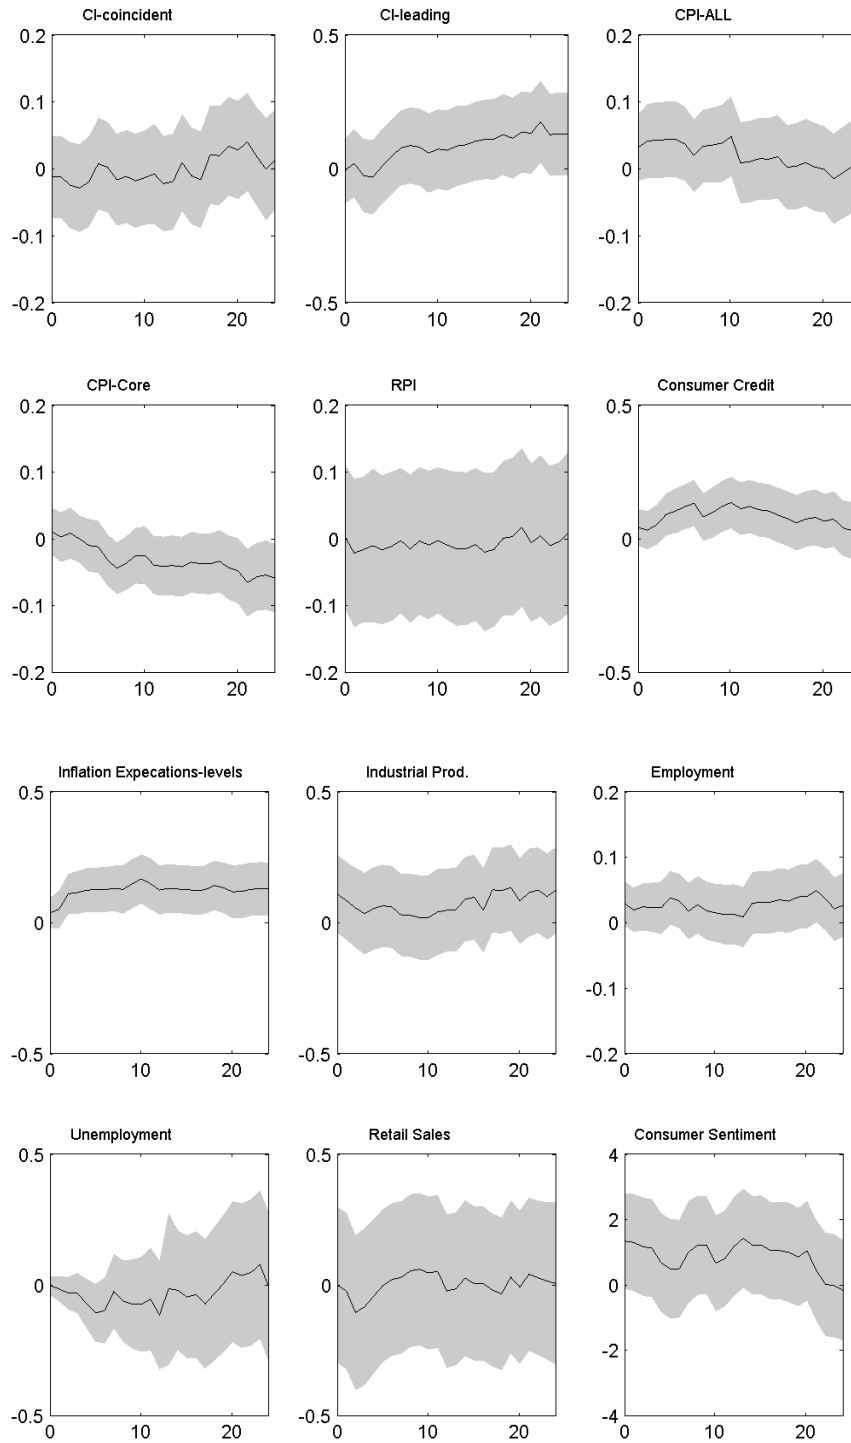 CI-coincident CI-leading CPI-ALL
0.2 0.5 0.2
0.1 0.1
0 0 0
-0.1 -0.1
-0.2 -0.5 -0.2
0 10 20 0 10 20 0 10 20
CPI-Core RPI Consumer Credit
0.2 0.2 0.5
0.1 0.1
0 0 0
-0.1 -0.1
-0.2 -0.2 -0.5
0 10 20 0 10 20 0 10 20
Inflation Expecations-levels Industrial Prod. Employment
0.5 0.5 0.2
0.1
0 0 0
-0.1
-0.5 -0.5 -0.2
0 10 20 0 10 20 0 10 20
Unemployment Retail Sales Consumer Sentiment
0.5 0.5 4
2
0 0 0
-2
-0.5 -0.5 -4
0 10 20 0 10 20 0 10 20